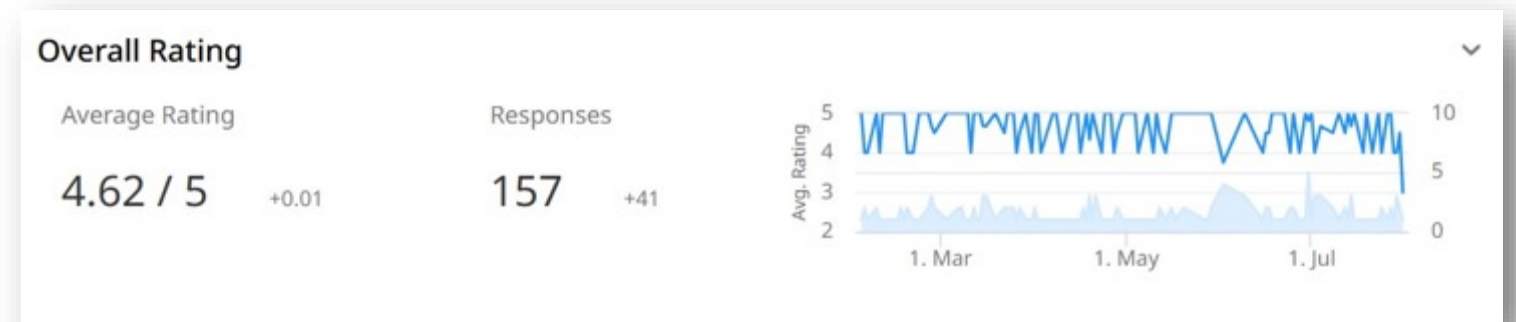 Overall Rating
Average Rating
4.62 / 5 +0.01
Responses
157 +41
Avg. Rating
5
4
3
2
10
5
0
1. Mar 1. May 1. Jul